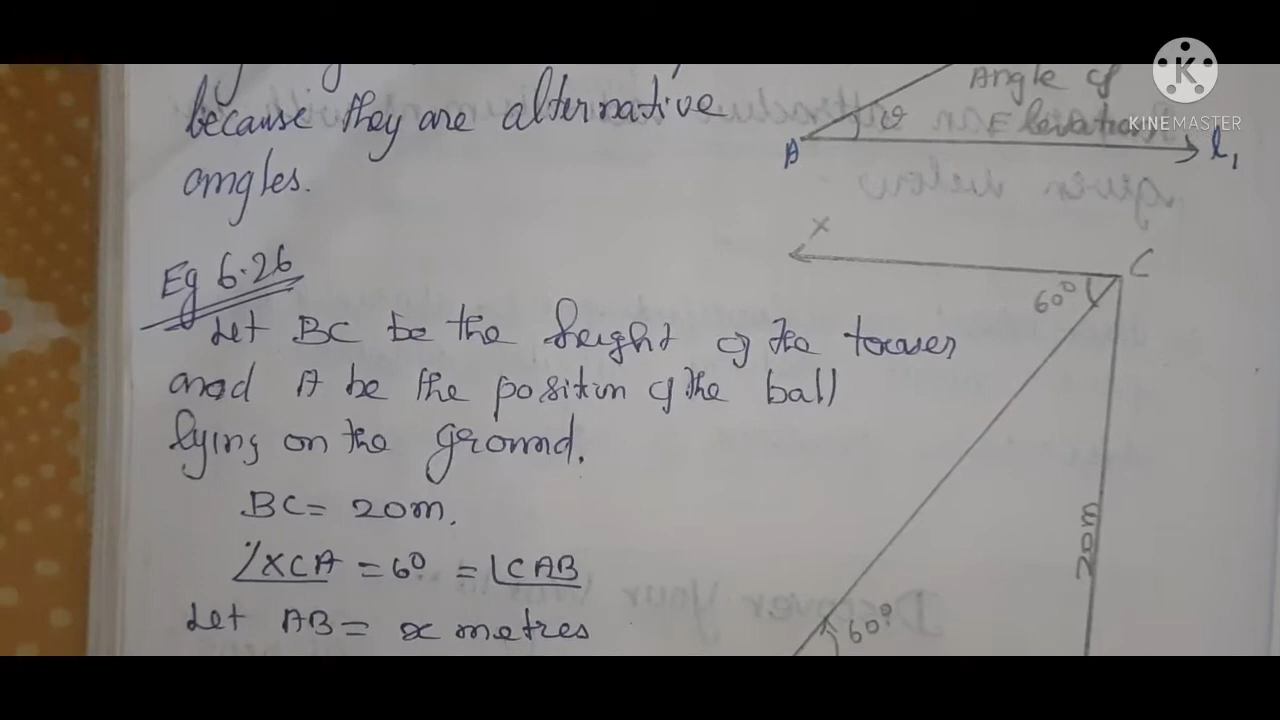 because they are alternative
angles.
Angle of
Elevation
θ
A
l₁
KINEMASTER
Eg 6.26
Let BC be the height of the tower
and A be the position of the ball
lying on the ground.
BC = 20m.
∠XCA = 60 = ∠CAB
Let AB = x metres
x
C
60°
20m
60°